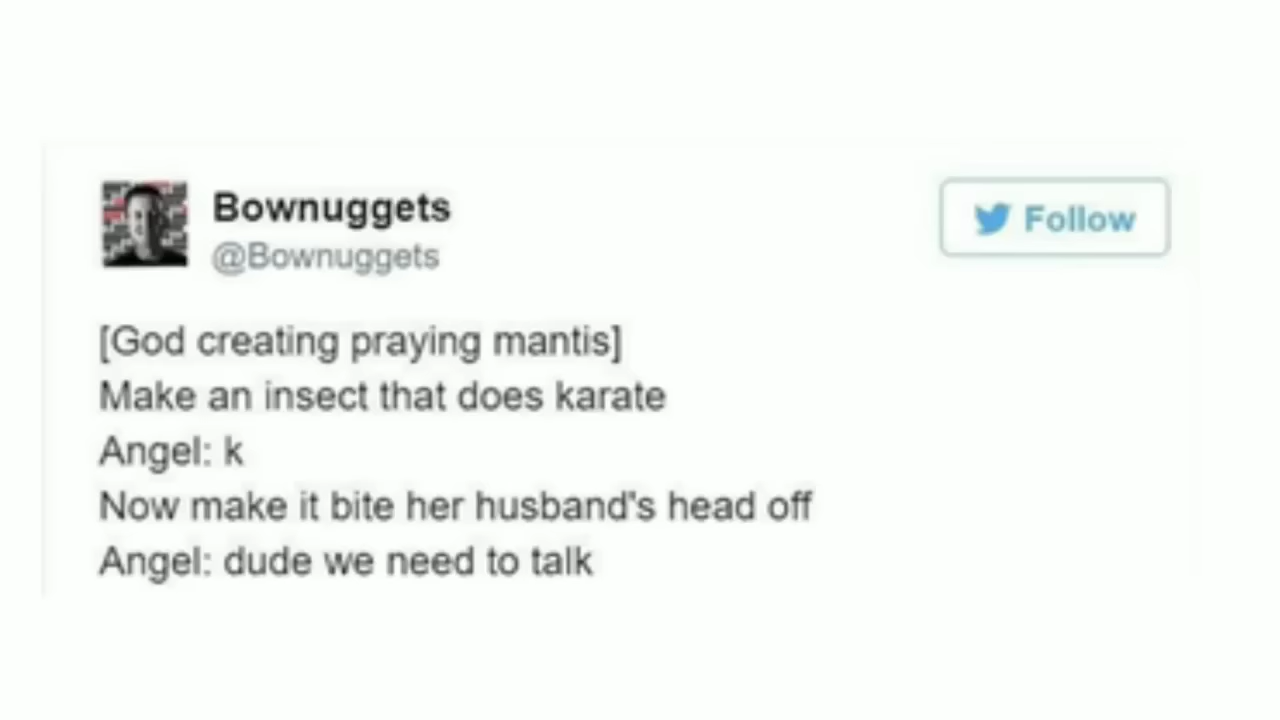 Bownuggets
@Bownuggets
Follow
[God creating praying mantis]
Make an insect that does karate
Angel: k
Now make it bite her husband's head off
Angel: dude we need to talk